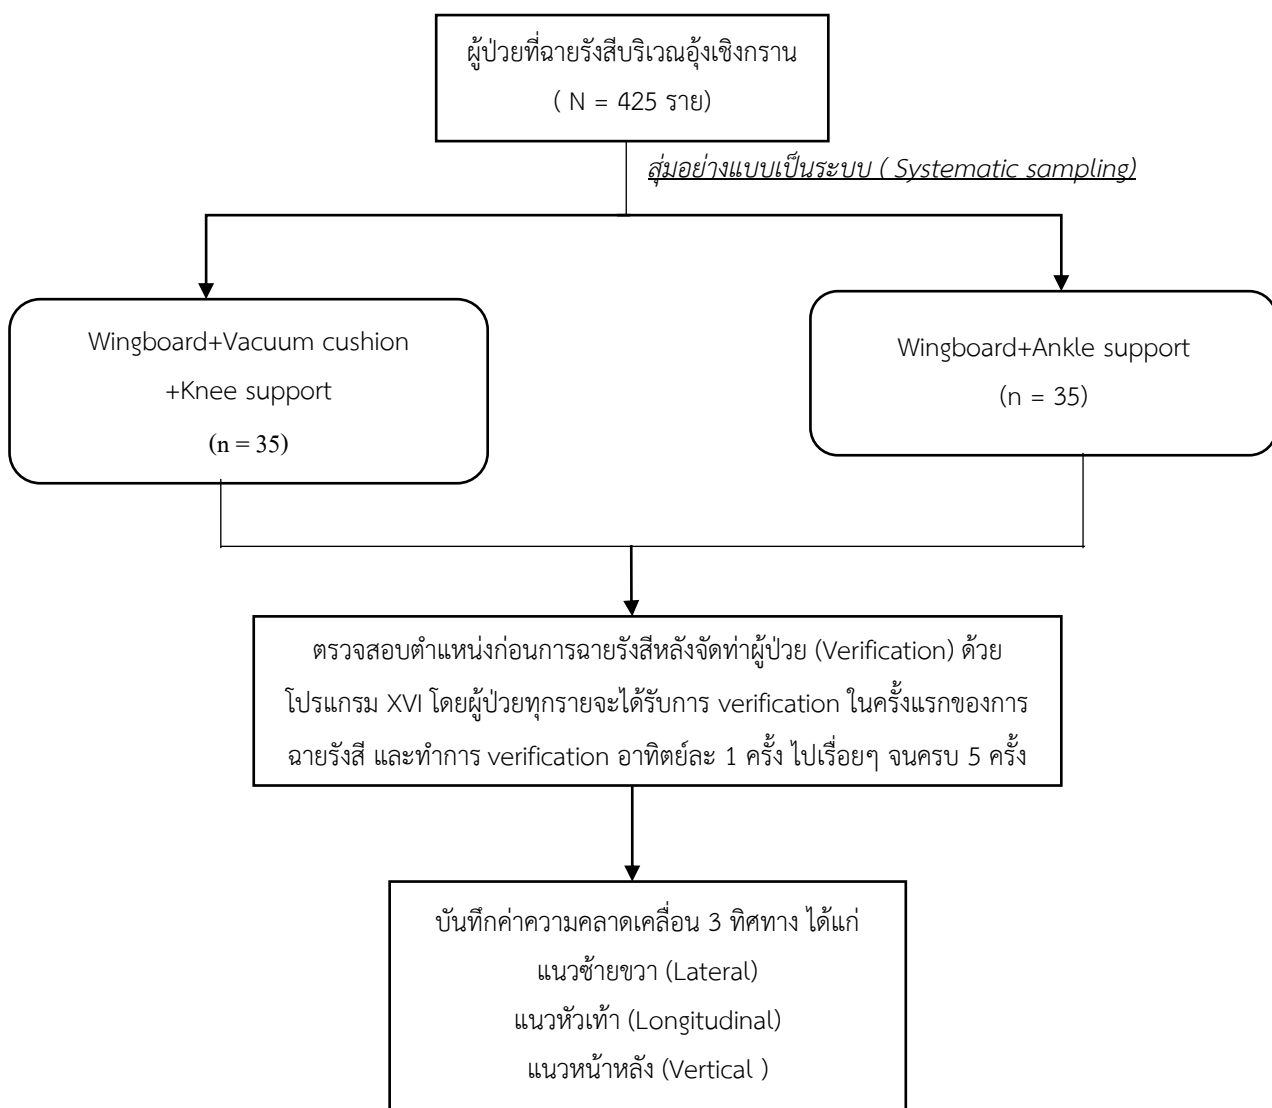 ผู้ป่วยที่ฉายรังสีบริเวณอุ้งเชิงกราน
( N = 425 ราย)
สุ่มอย่างแบบเป็นระบบ ( Systematic sampling)
Wingboard+Vacuum cushion
+Knee support
(n = 35)
Wingboard+Ankle support
(n = 35)
ตรวจสอบตำแหน่งก่อนการฉายรังสีหลังจัดท่าผู้ป่วย (Verification) ด้วย
โปรแกรม XVI โดยผู้ป่วยทุกรายจะได้รับการ verification ในครั้งแรกของการ
ฉายรังสี และทำการ verification อาทิตย์ละ 1 ครั้ง ไปเรื่อยๆ จนครบ 5 ครั้ง
บันทึกค่าความคลาดเคลื่อน 3 ทิศทาง ได้แก่
แนวซ้ายขวา (Lateral)
แนวหัวเท้า (Longitudinal)
แนวหน้าหลัง (Vertical )